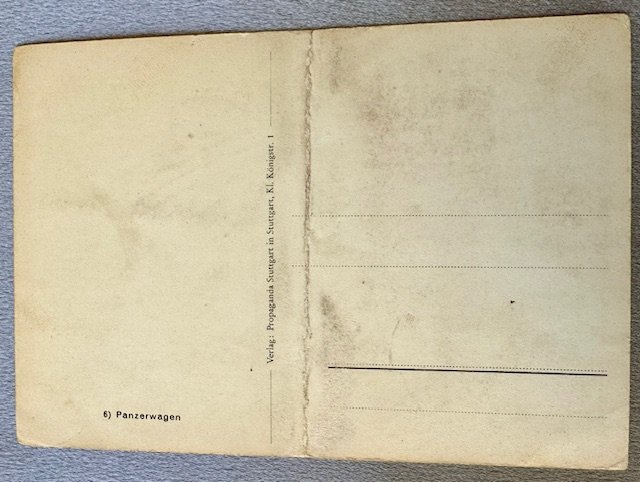 Verlag: Propaganda Stuttgart in Stuttgart, Kl. Königstr. 1
6) Panzerwagen